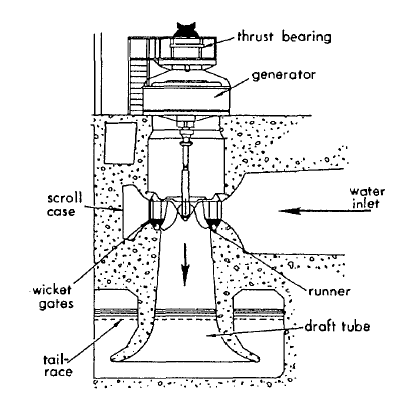 thrust bearing
generator
scroll
case
water
inlet
wicket
gates
runner
draft tube
tail-
race